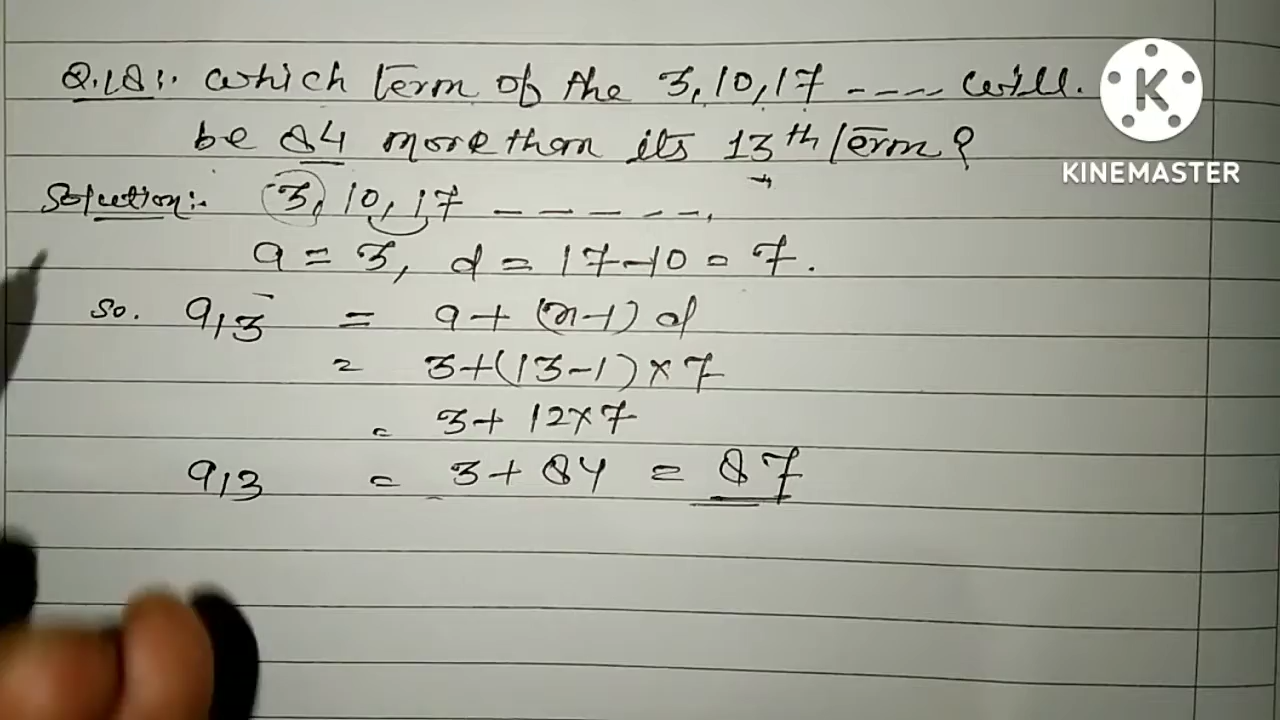 Q.18:. Which term of the 3, 10, 17 ---- will.
be 84 more than its 13th term?
K
KINEMASTER
Solution:. 3, 10, 17 - - - - -.
a = 3, d = 17-10 = 7.
So. a13 = a + (n-1) d
= 3+(13-1)×7
= 3+ 12×7
a13 = 3+ 84 = 87